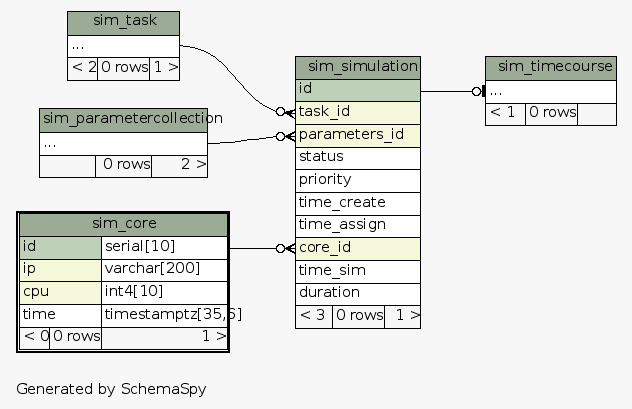 sim_task
...
< 2 0 rows 1 >
sim_parametercollection
...
0 rows 2 >
sim_core
id serial[10]
ip varchar[200]
cpu int4[10]
time timestamptz[35,6]
< 0 0 rows 1 >
sim_simulation
id
task_id
parameters_id
status
priority
time_create
time_assign
core_id
time_sim
duration
< 3 0 rows 1 >
sim_timecourse
...
< 1 0 rows
Generated by SchemaSpy